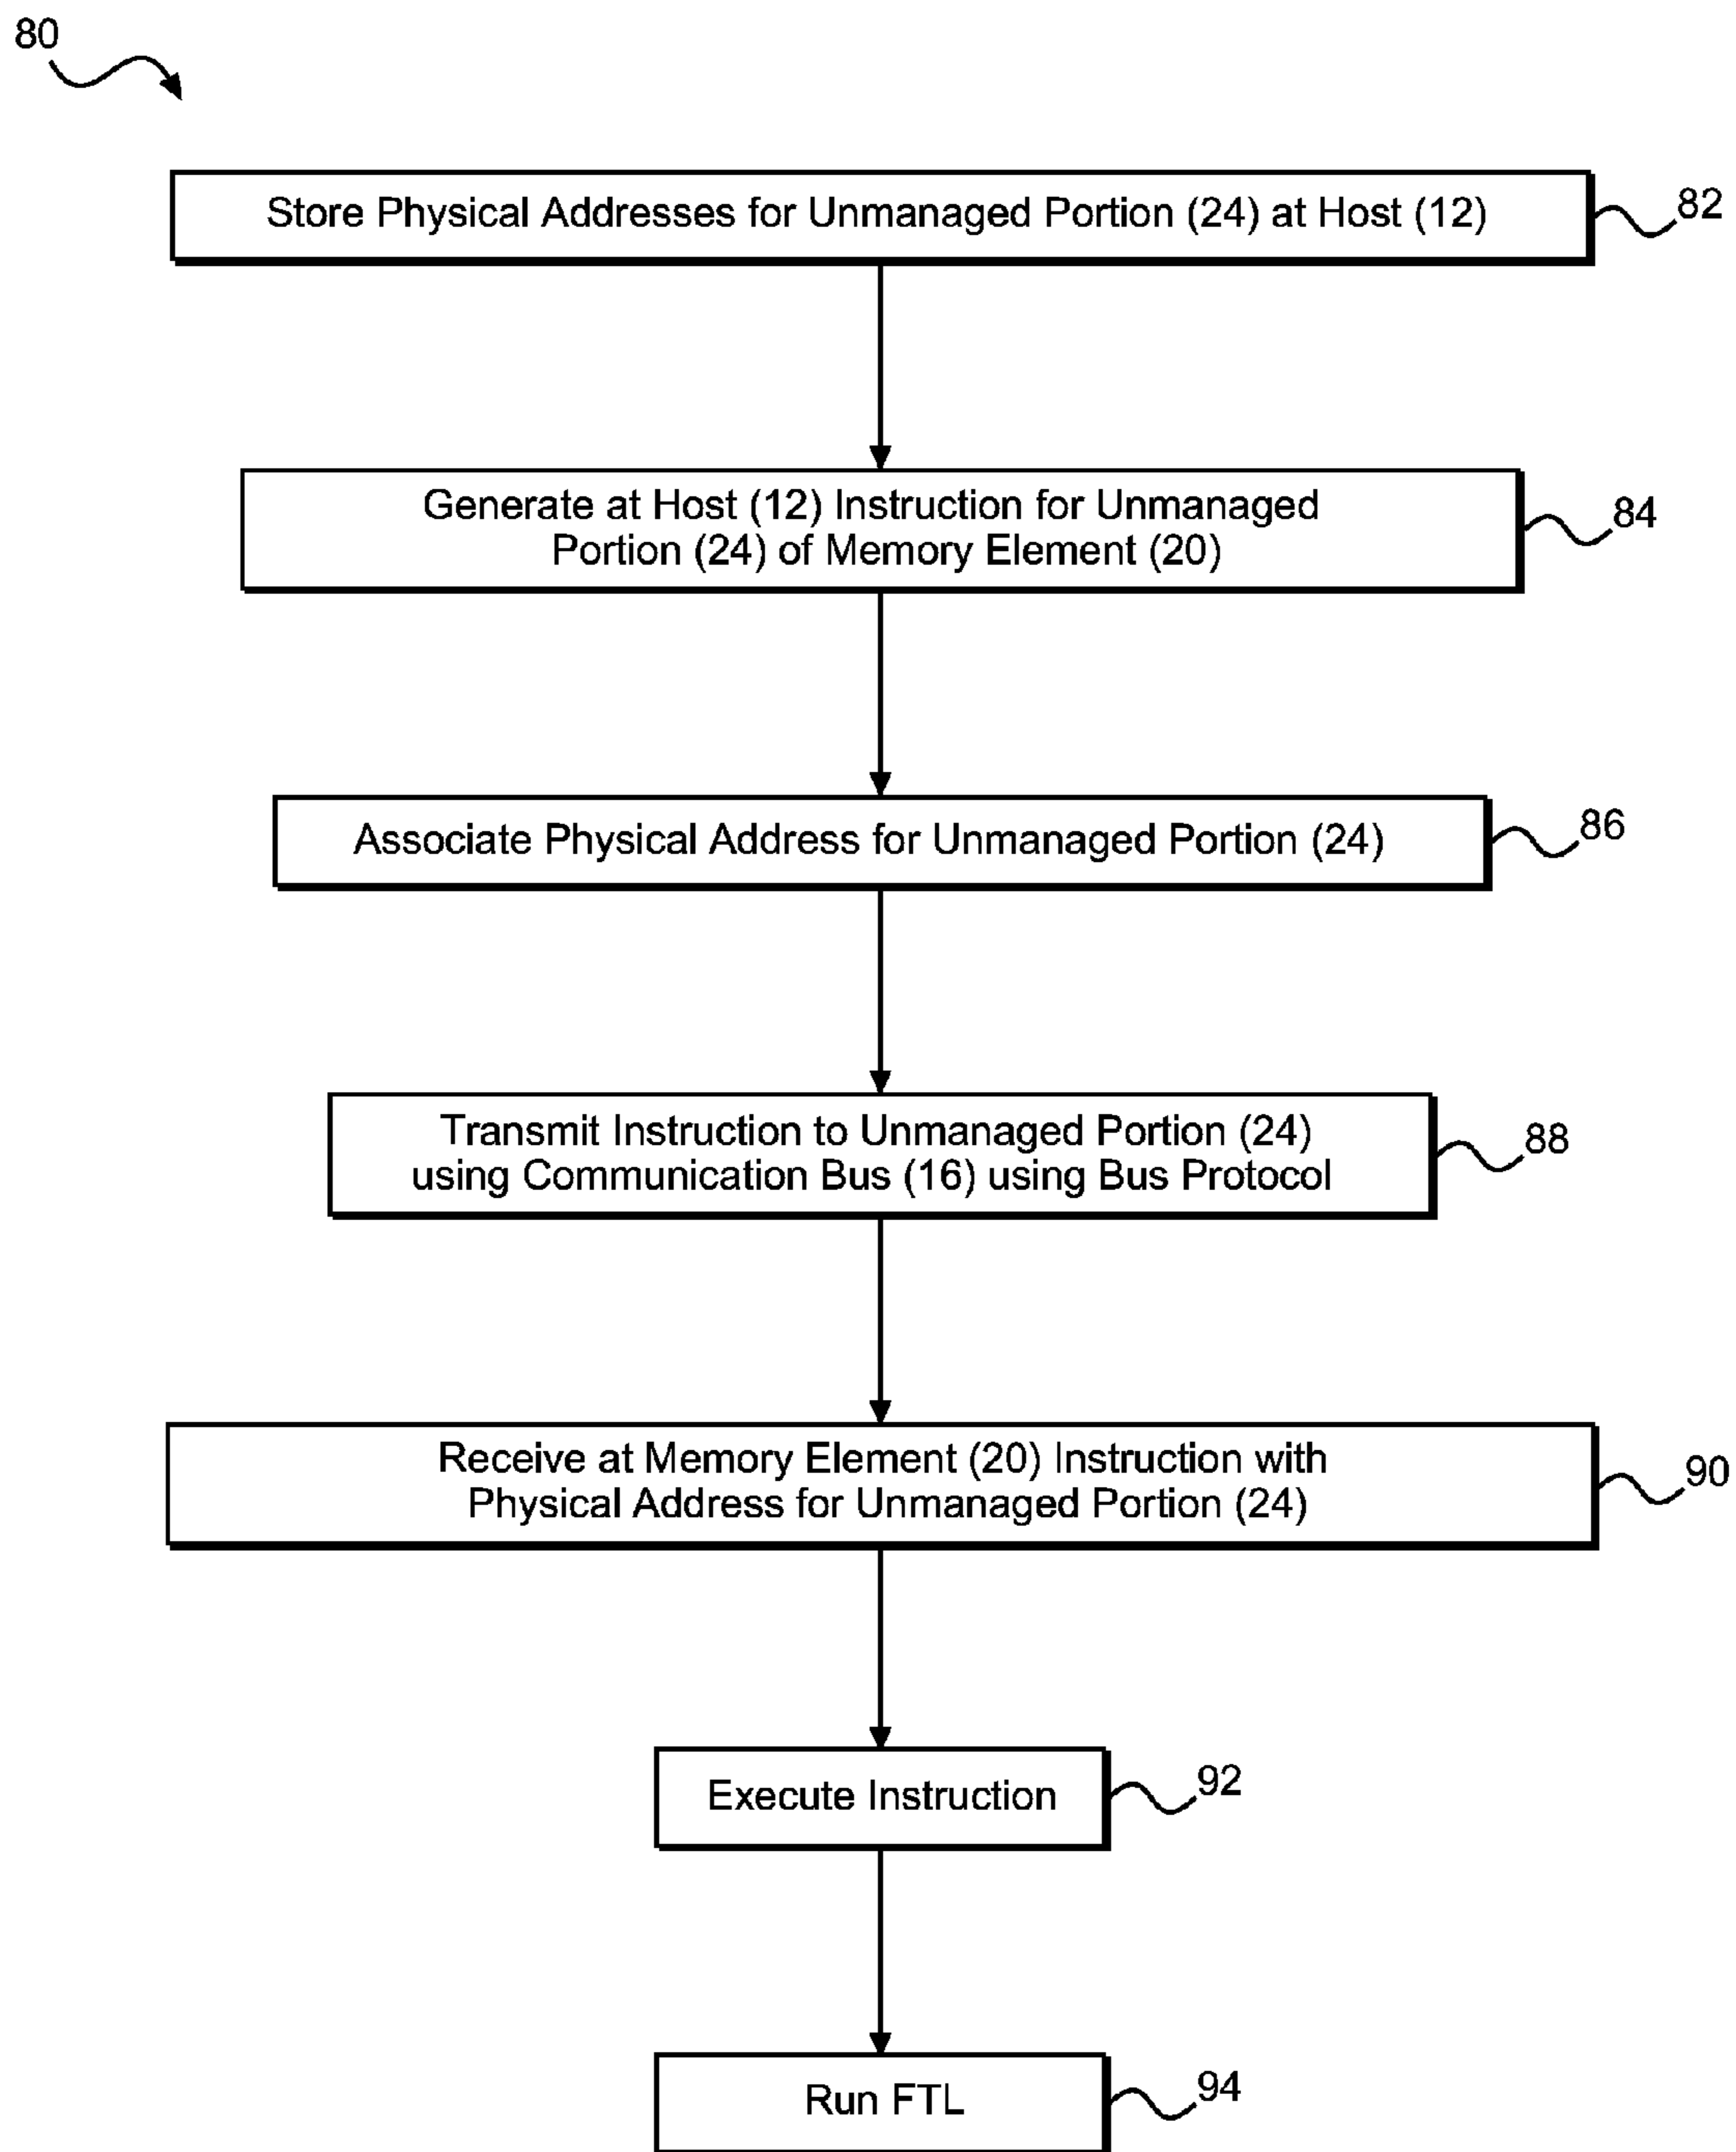 80
Store Physical Addresses for Unmanaged Portion (24) at Host (12)
82
Generate at Host (12) Instruction for Unmanaged
Portion (24) of Memory Element (20)
84
Associate Physical Address for Unmanaged Portion (24)
86
Transmit Instruction to Unmanaged Portion (24)
using Communication Bus (16) using Bus Protocol
88
Receive at Memory Element (20) Instruction with
Physical Address for Unmanaged Portion (24)
90
Execute Instruction
92
Run FTL
94